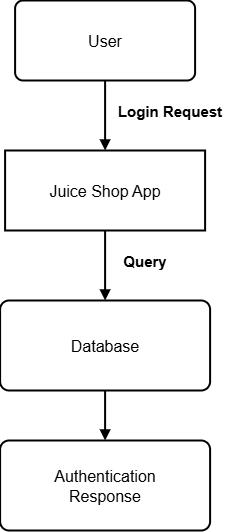 User
Login Request
Juice Shop App
Query
Database
Authentication
Response